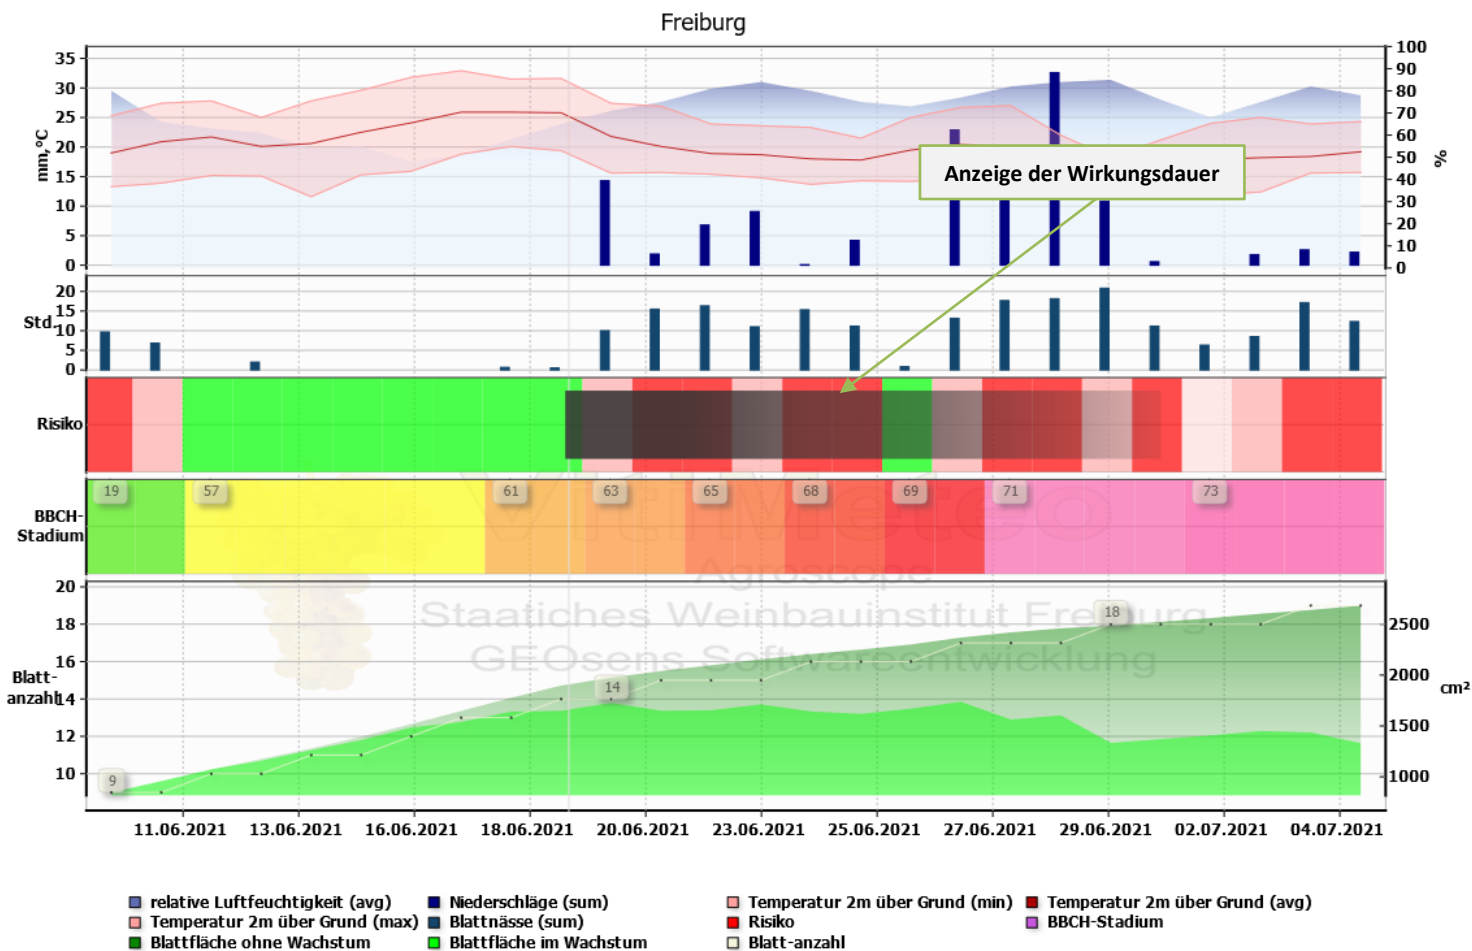 Freiburg
35
30
25
20
15
10
5
0
mm,°C
100
90
80
70
60
50
40
30
20
10
0
%
Anzeige der Wirkungsdauer
20
15
10
5
0
Std.
Risiko
BBCH-
Stadium
19 57 61 63 65 68 69 71 73
VitiMeteo
Agroscope
Staatiches Weinbauinstitut Freiburg
GEOsens Softwareentwicklung
20
18
16
14
12
10
Blatt-
anzahl
9 14 18
2500
2000
1500
1000
cm²
11.06.2021 13.06.2021 16.06.2021 18.06.2021 20.06.2021 23.06.2021 25.06.2021 27.06.2021 29.06.2021 02.07.2021 04.07.2021
relative Luftfeuchtigkeit (avg) Niederschläge (sum) Temperatur 2m über Grund (min) Temperatur 2m über Grund (avg)
Temperatur 2m über Grund (max) Blattnässe (sum) Risiko BBCH-Stadium
Blattfläche ohne Wachstum Blattfläche im Wachstum Blatt-anzahl